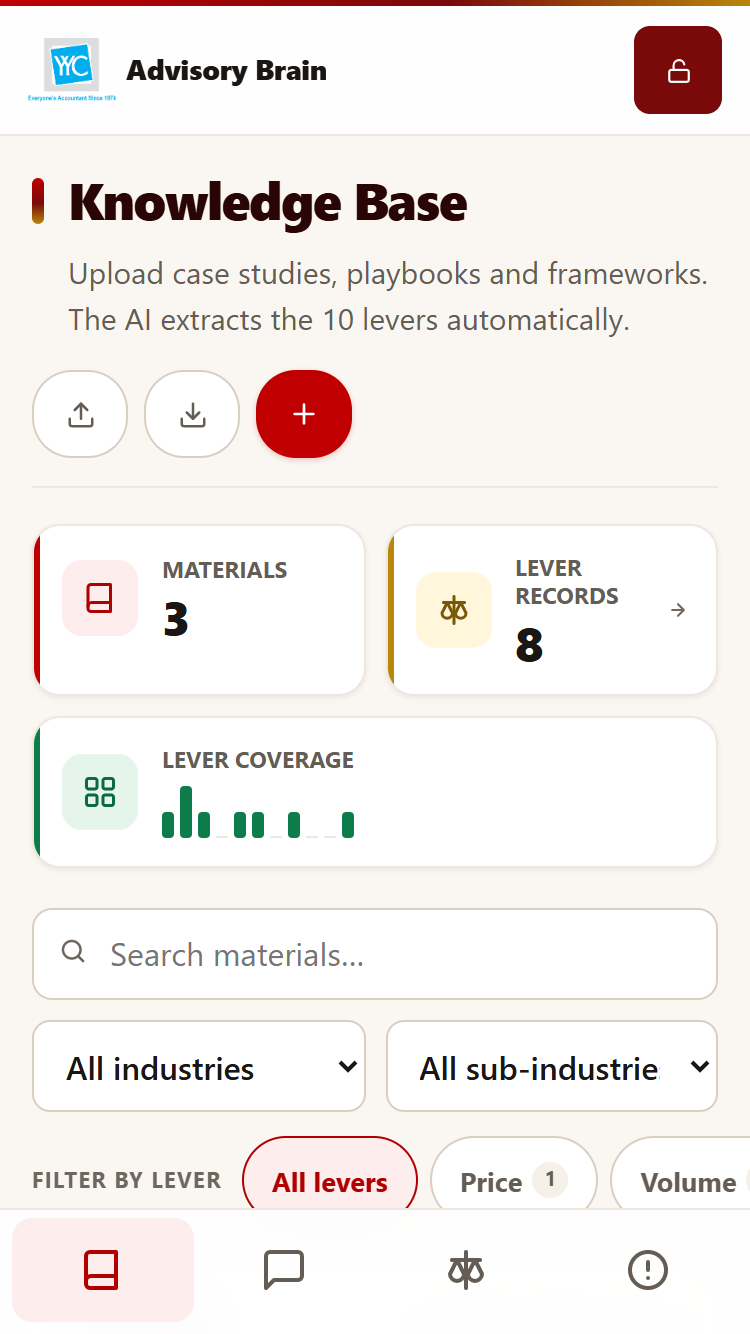 YYC
Everyone's Accountant Since 1974
Advisory Brain
Knowledge Base
Upload case studies, playbooks and frameworks.
The AI extracts the 10 levers automatically.
MATERIALS
3
LEVER
RECORDS
8
LEVER COVERAGE
Search materials...
All industries
All sub-industrie
FILTER BY LEVER
All levers
Price 1
Volume